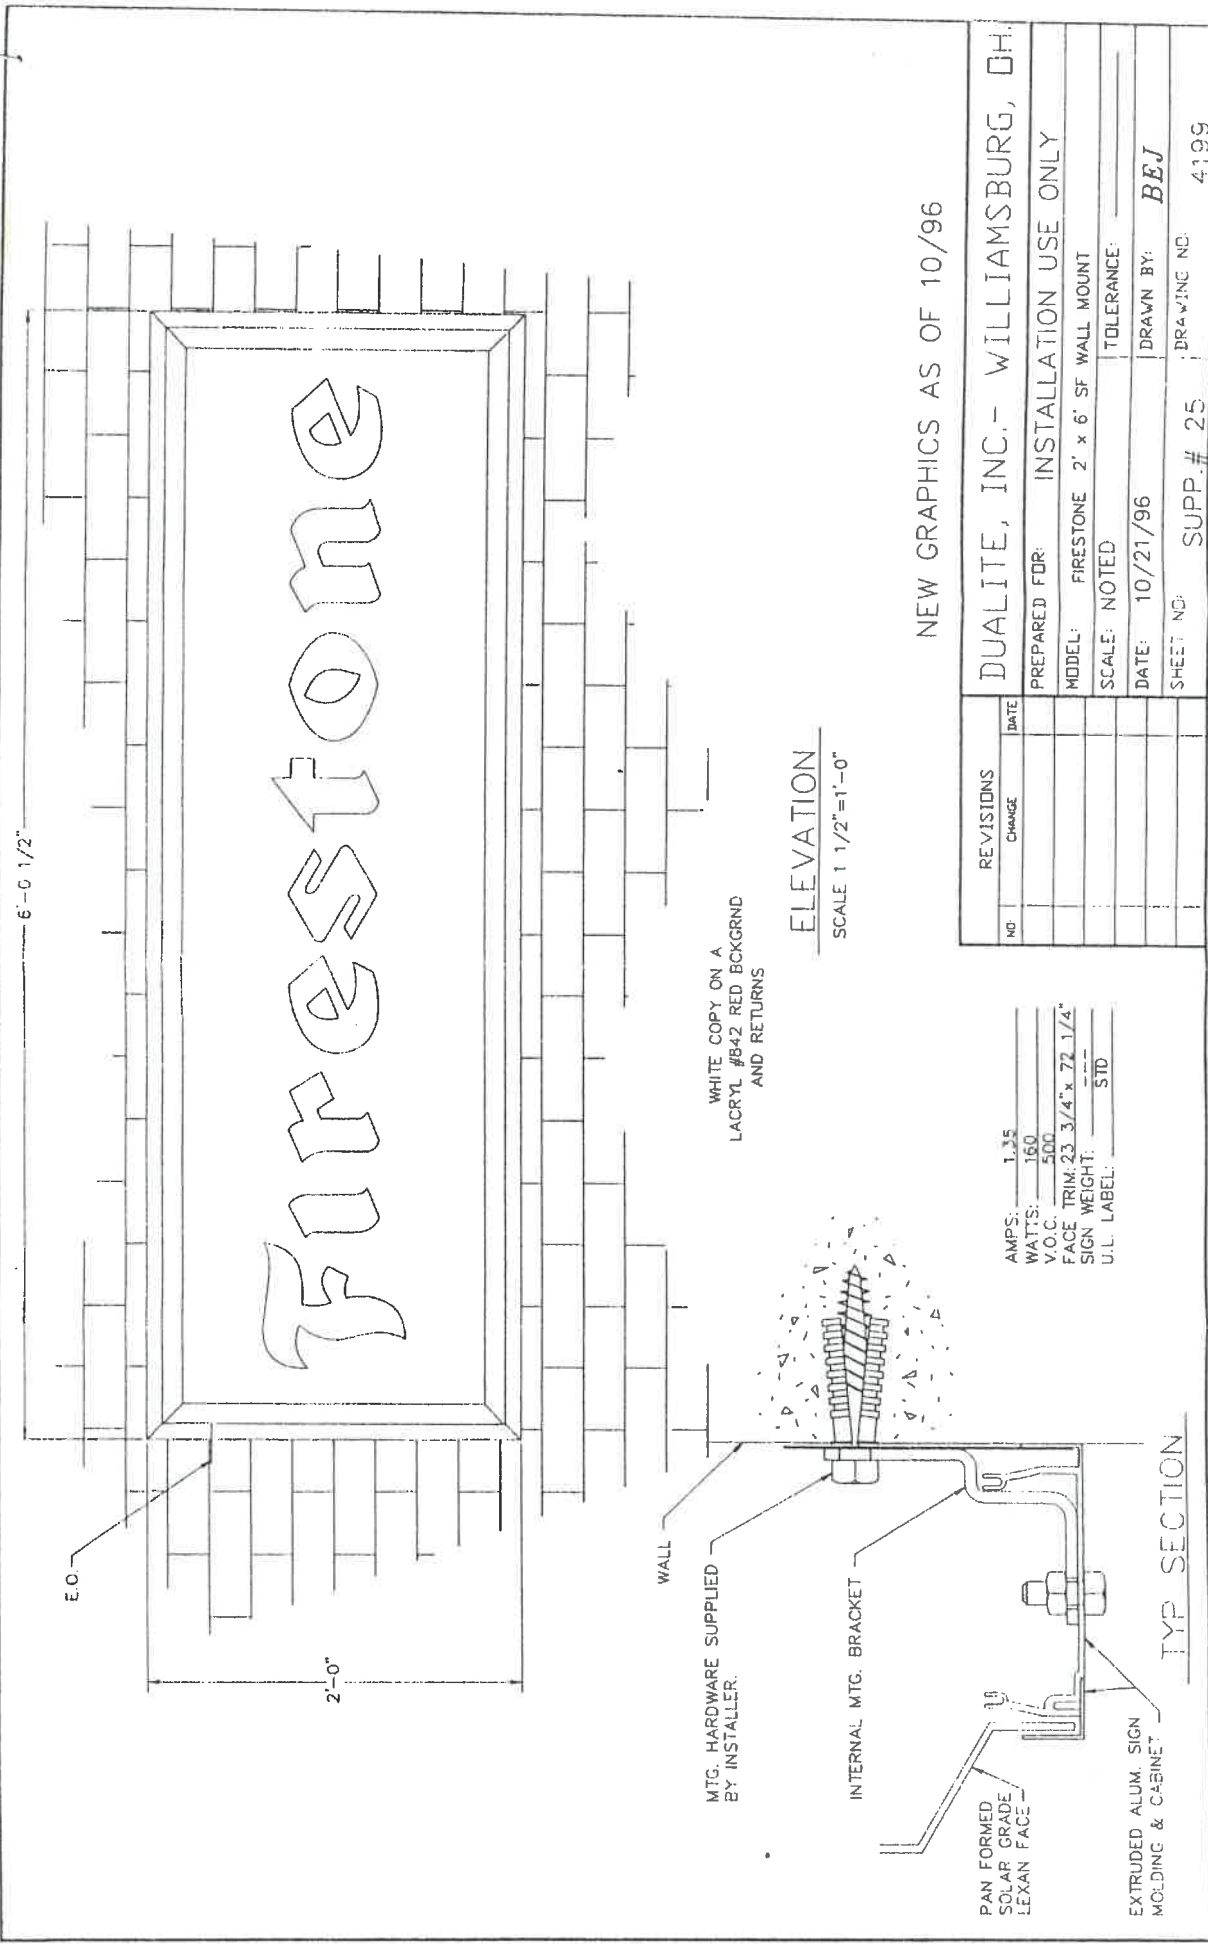 6'-0 1/2"
E.O.
2'-0"
Firestone
WHITE COPY ON A
LACRYL #842 RED BCKGRND
AND RETURNS
ELEVATION
SCALE 1 1/2"=1'-0"
NEW GRAPHICS AS OF 10/96
WALL
MTG. HARDWARE SUPPLIED
BY INSTALLER.
INTERNAL MTG. BRACKET
PAN FORMED
SOLAR GRADE
LEXAN FACE
EXTRUDED ALUM. SIGN
MOLDING & CABINET
TYP SECTION
AMPS: 1.35
WATTS: 160
V.O.C. 500
FACE TRIM: 23 3/4" x 72 1/4"
SIGN WEIGHT: ---
U.L. LABEL: STD
REVISIONS
NO. CHANGE DATE
DUALITE, INC.- WILLIAMSBURG, OH.
PREPARED FOR: INSTALLATION USE ONLY
MODEL: FIRESTONE 2' x 6' SF WALL MOUNT
SCALE: NOTED TOLERANCE:
DATE: 10/21/96 DRAWN BY: BEJ
SHEET NO: SUPP.# 25 DRAWING NO: 4199